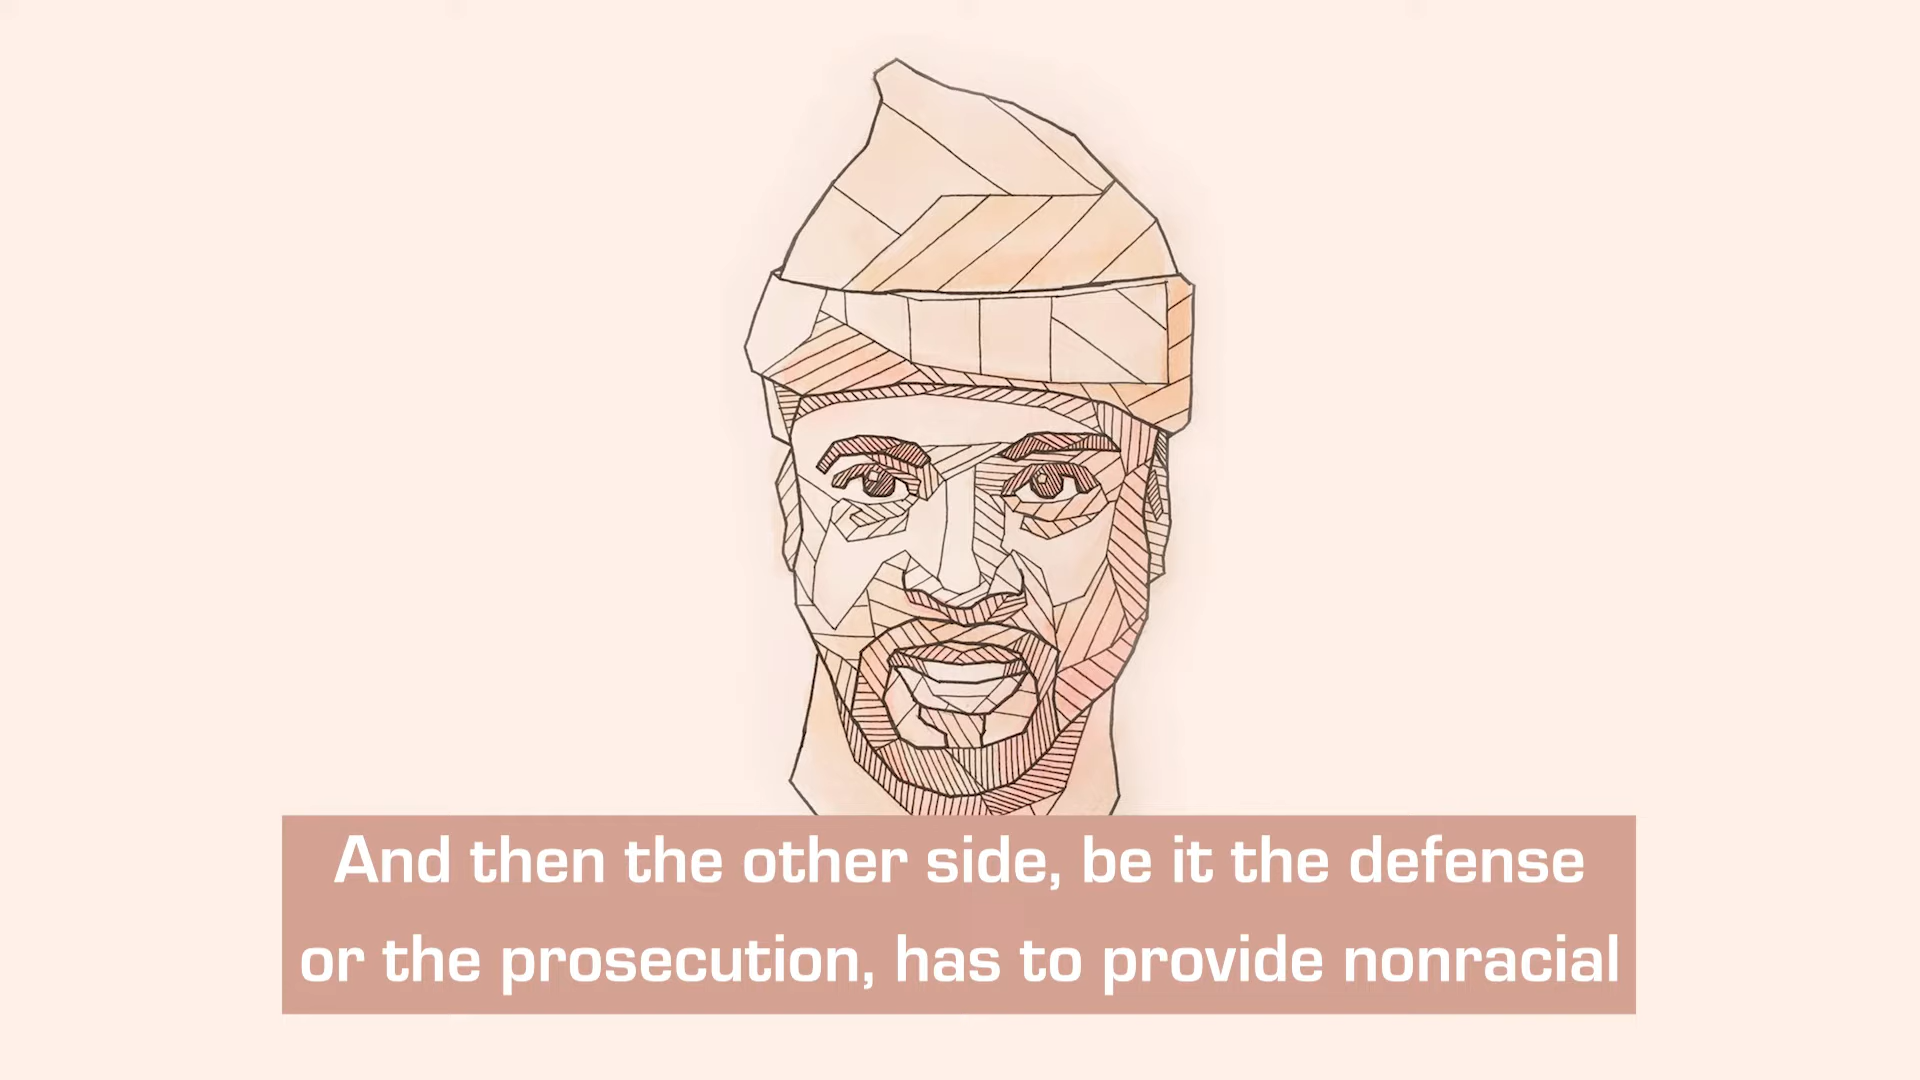 And then the other side, be it the defense
or the prosecution, has to provide nonracial